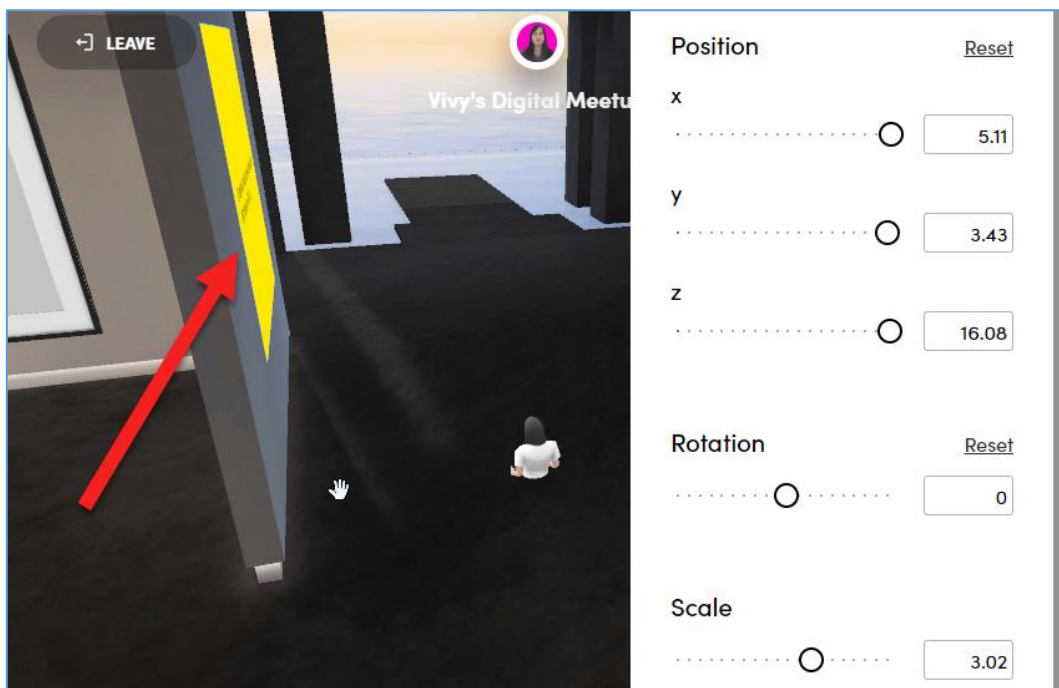 LEAVE
Vivy's Digital Meetu
Position Reset
x
5.11
y
3.43
z
16.08
Rotation Reset
0
Scale
3.02